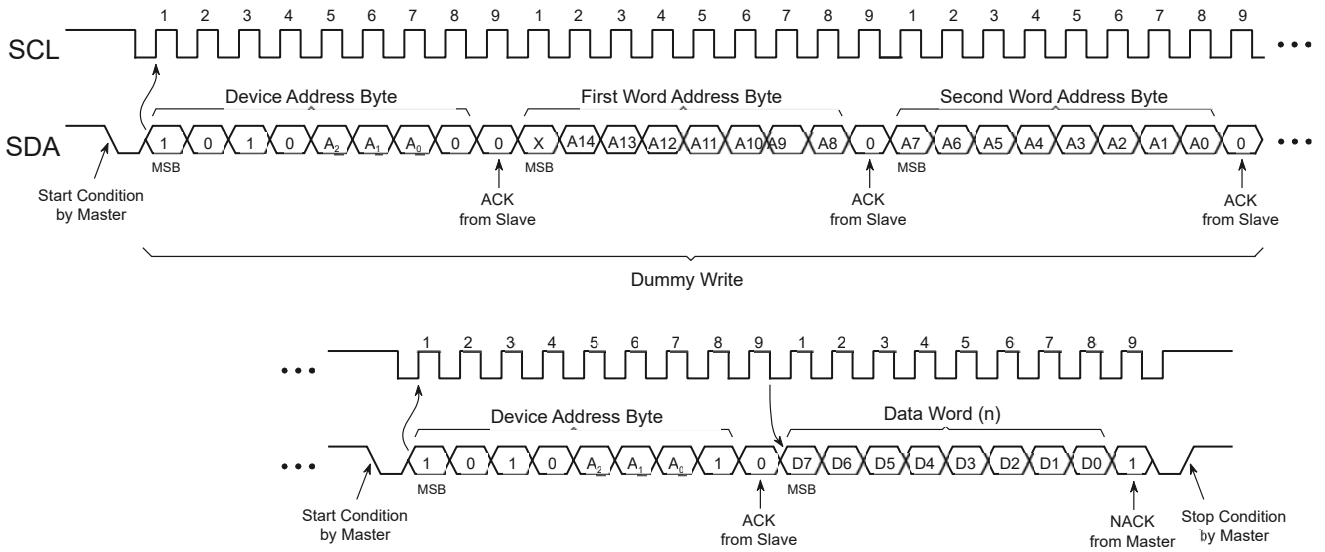 1 2 3 4 5 6 7 8 9 1 2 3 4 5 6 7 8 9 1 2 3 4 5 6 7 8 9
SCL
Device Address Byte First Word Address Byte Second Word Address Byte
SDA 1 0 1 0 A2 A1 A0 0 0 X A14 A13 A12 A11 A10 A9 A8 0 A7 A6 A5 A4 A3 A2 A1 A0 0
MSB MSB MSB
Start Condition
by Master
ACK
from Slave
ACK
from Slave
ACK
from Slave
Dummy Write
1 2 3 4 5 6 7 8 9 1 2 3 4 5 6 7 8 9
Device Address Byte Data Word (n)
1 0 1 0 A2 A1 A0 1 0 D7 D6 D5 D4 D3 D2 D1 D0 1
MSB MSB
Start Condition
by Master
ACK
from Slave
NACK
from Master
Stop Condition
by Master